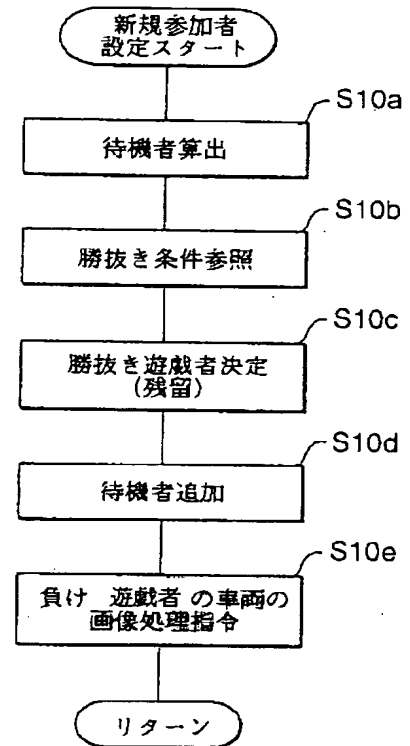 新規参加者
設定スタート
S10a
待機者算出
S10b
勝抜き条件参照
S10c
勝抜き遊戯者決定
(残留)
S10d
待機者追加
S10e
負け 遊戯者 の車両の
画像処理指令
リターン